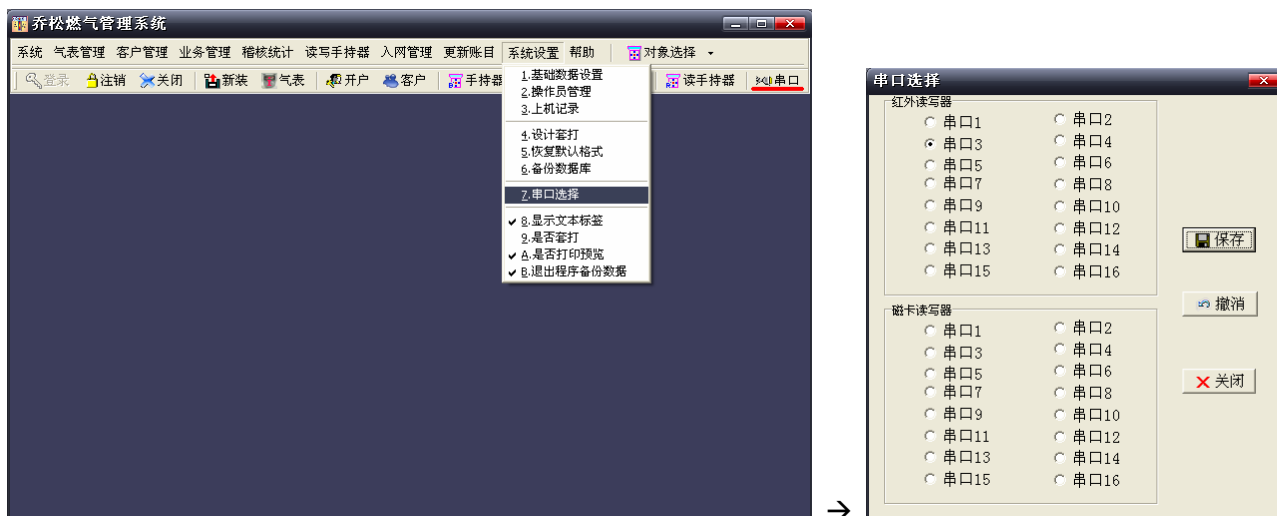 乔松燃气管理系统
系统 气表管理 客户管理 业务管理 稽核统计 读写手持器 入网管理 更新账目 系统设置 帮助 对象选择
登录 注销 关闭 新装 气表 开户 客户 手持器 读手持器 串口
1.基础数据设置
2.操作员管理
3.上机记录
4.设计套打
5.恢复默认格式
6.备份数据库
7.串口选择
8.显示文本标签
9.是否套打
A.是否打印预览
B.退出程序备份数据
→
串口选择
红外读写器
串口1 串口2
串口3 串口4
串口5 串口6
串口7 串口8
串口9 串口10
串口11 串口12
串口13 串口14
串口15 串口16
磁卡读写器
串口1 串口2
串口3 串口4
串口5 串口6
串口7 串口8
串口9 串口10
串口11 串口12
串口13 串口14
串口15 串口16
保存
撤消
关闭